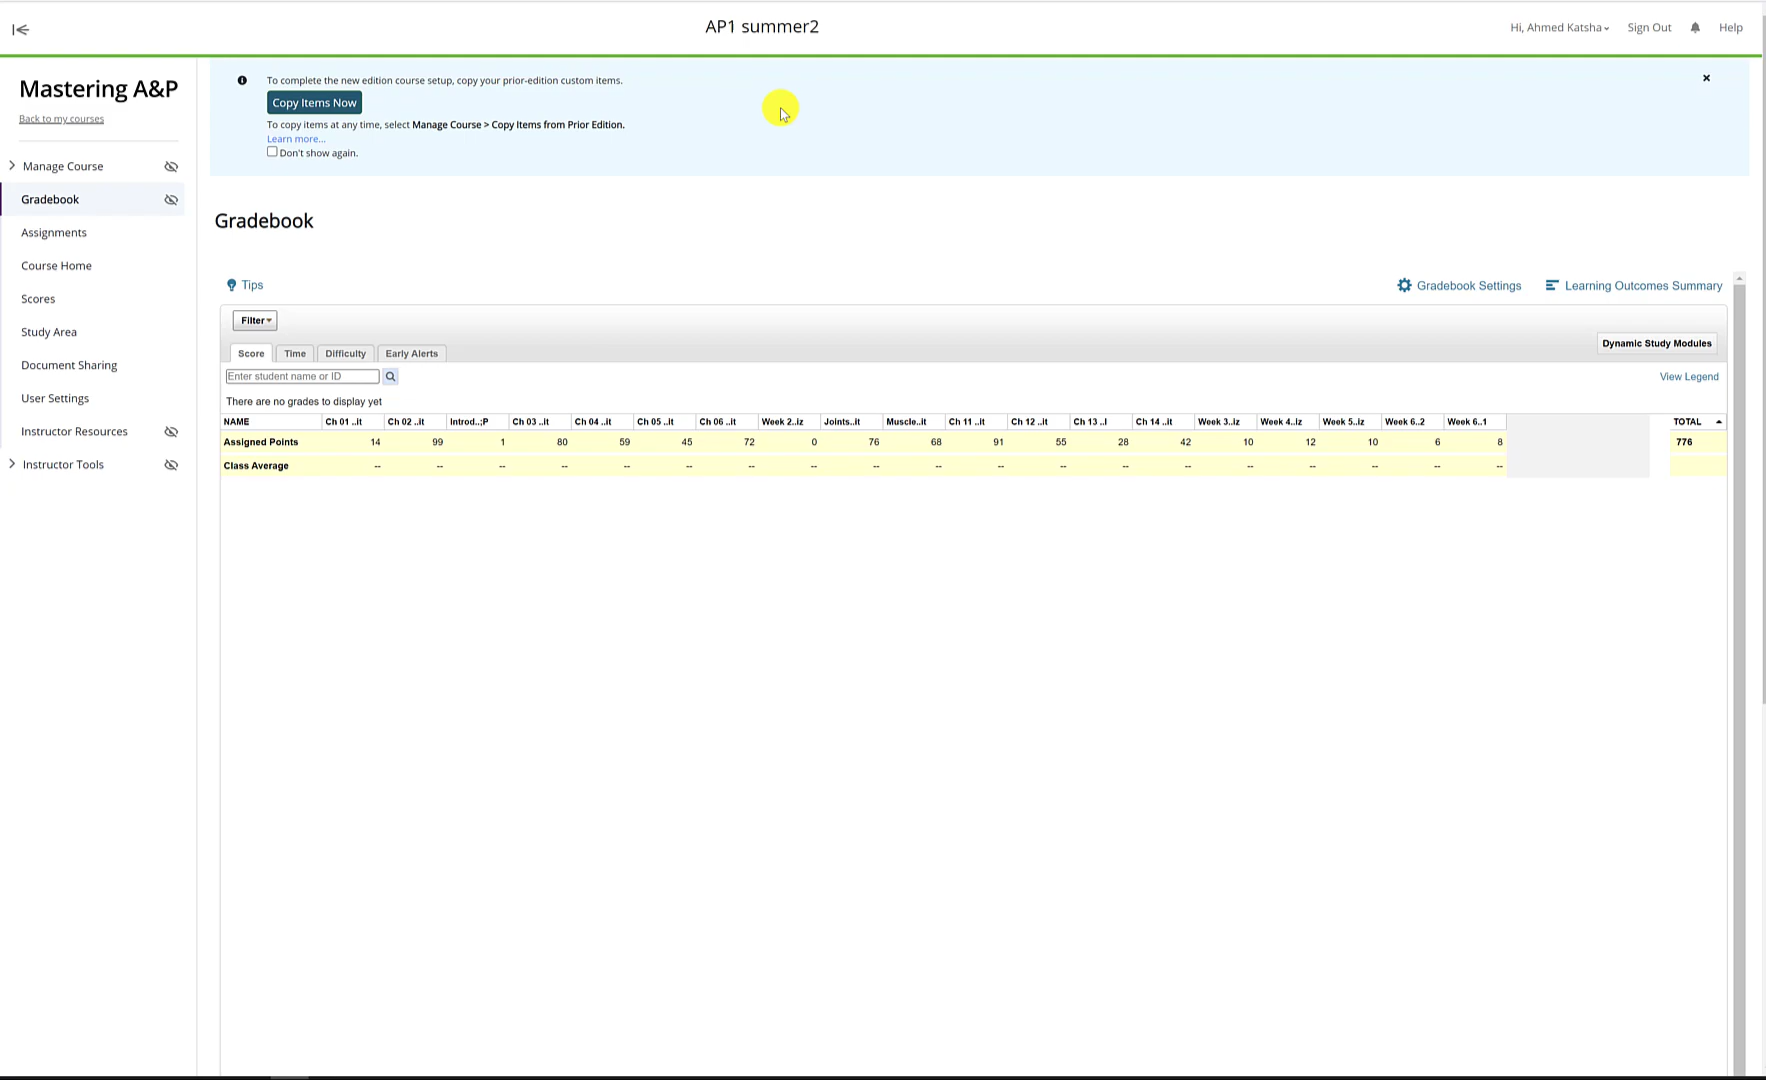 AP1 summer2
Hi, Ahmed Katsha
Sign Out
Help
Mastering A&P
Back to my courses
Manage Course
Gradebook
Assignments
Course Home
Scores
Study Area
Document Sharing
User Settings
Instructor Resources
Instructor Tools
To complete the new edition course setup, copy your prior-edition custom items.
Copy Items Now
To copy items at any time, select Manage Course > Copy Items from Prior Edition.
Learn more...
Don't show again.
Gradebook
Tips
Gradebook Settings
Learning Outcomes Summary
Filter
Score Time Difficulty Early Alerts
Dynamic Study Modules
Enter student name or ID
View Legend
There are no grades to display yet
NAME Ch 01 ..it Ch 02 ..it Introd..;P Ch 03 ..it Ch 04 ..it Ch 05 ..it Ch 06 ..it Week 2..iz Joints..it Muscle..it Ch 11 ..it Ch 12 ..it Ch 13 ..l Ch 14 ..it Week 3..iz Week 4..iz Week 5..iz Week 6..2 Week 6..1 TOTAL
Assigned Points 14 99 1 80 59 45 72 0 76 68 91 55 28 42 10 12 10 6 8 776
Class Average -- -- -- -- -- -- -- -- -- -- -- -- -- -- -- -- -- -- --